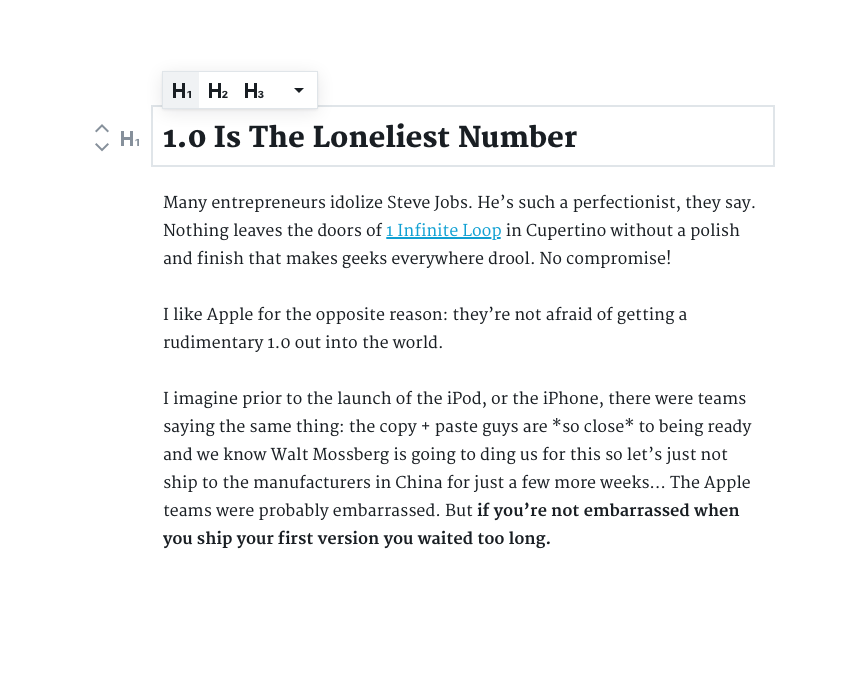 H1 H2 H3
H1
1.0 Is The Loneliest Number
Many entrepreneurs idolize Steve Jobs. He’s such a perfectionist, they say.
Nothing leaves the doors of 1 Infinite Loop in Cupertino without a polish
and finish that makes geeks everywhere drool. No compromise!
I like Apple for the opposite reason: they’re not afraid of getting a
rudimentary 1.0 out into the world.
I imagine prior to the launch of the iPod, or the iPhone, there were teams
saying the same thing: the copy + paste guys are *so close* to being ready
and we know Walt Mossberg is going to ding us for this so let’s just not
ship to the manufacturers in China for just a few more weeks… The Apple
teams were probably embarrassed. But if you’re not embarrassed when
you ship your first version you waited too long.